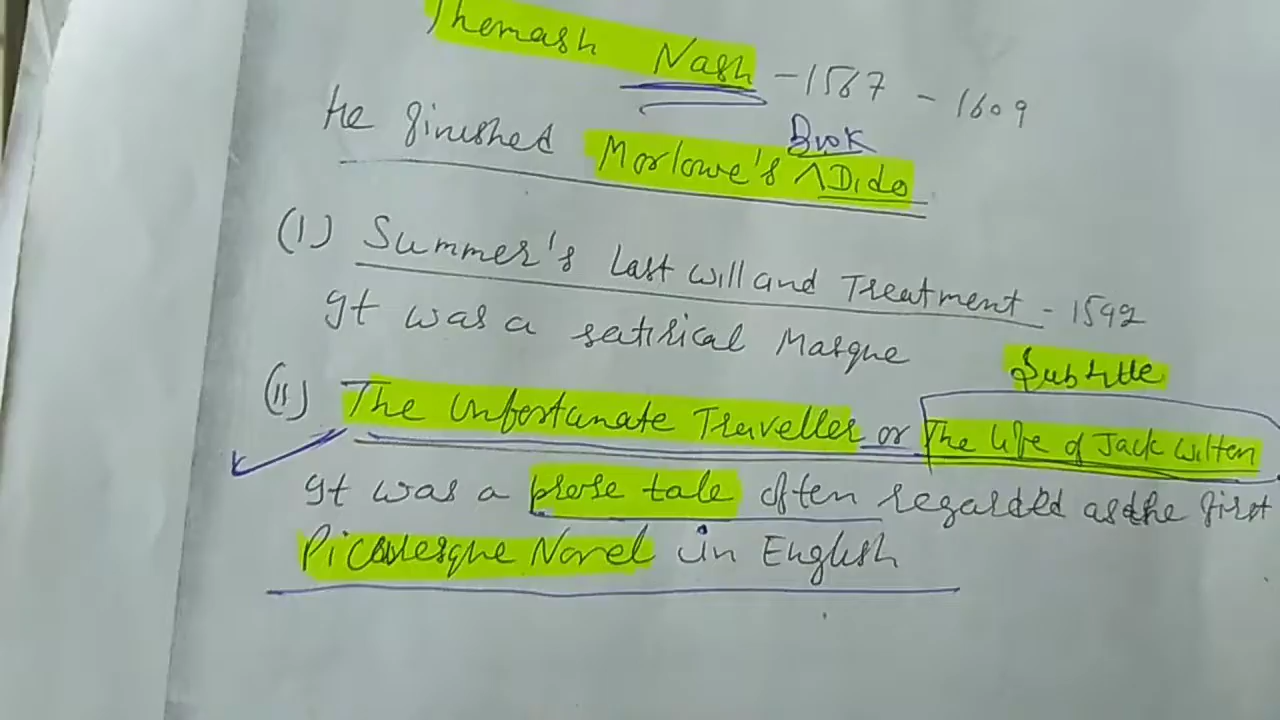 Themash Nash - 1567 - 1609
Book
He finished Morlowe's ^ Dido
(I) Summer's Last will and Treatment - 1592
It was a satirical Masque
Subtitle
(II) The Unfortunate Traveller or The life of Jack Wilten
It was a prose tale often regarded as the first
Picaresque Novel in English